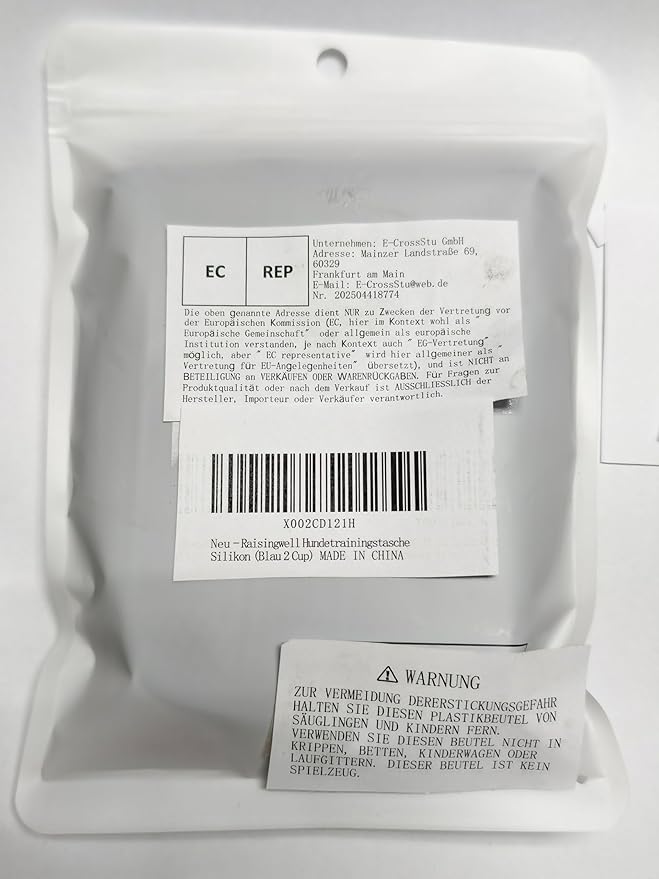 EC REP
Unternehmen: E-CrossStu GmbH
Adresse: Mainzer Landstraße 69,
60329
Frankfurt am Main
E-Mail: E-CrossStu@web.de
Nr. 202504418774
Die oben genannte Adresse dient NUR zu Zwecken der Vertretung vor
der Europäischen Kommission (EC, hier im Kontext wohl als "
Europäische Gemeinschaft" oder allgemein als europäische
Institution verstanden, je nach Kontext auch " EG-Vertretung"
möglich, aber " EC representative" wird hier allgemeiner als "
Vertretung für EU-Angelegenheiten" übersetzt), und ist NICHT an
BETEILIGUNG an VERKÄUFEN ODER WARENRÜCKGABEN. Für Fragen zur
Produktqualität oder nach dem Verkauf ist AUSSCHLIESSLICH der
Hersteller, Importeur oder Verkäufer verantwortlich.
X002CD121H
Neu - Raisingwell Hundetrainingstasche
Silikon (Blau 2 Cup) MADE IN CHINA
⚠ WARNUNG
ZUR VERMEIDUNG DERERSTICKUNGSGEFAHR
HALTEN SIE DIESEN PLASTIKBEUTEL VON
SÄUGLINGEN UND KINDERN FERN.
VERWENDEN SIE DIESEN BEUTEL NICHT IN
KRIPPEN, BETTEN, KINDERWAGEN ODER
LAUFGITTERN. DIESER BEUTEL IST KEIN
SPIELZEUG.